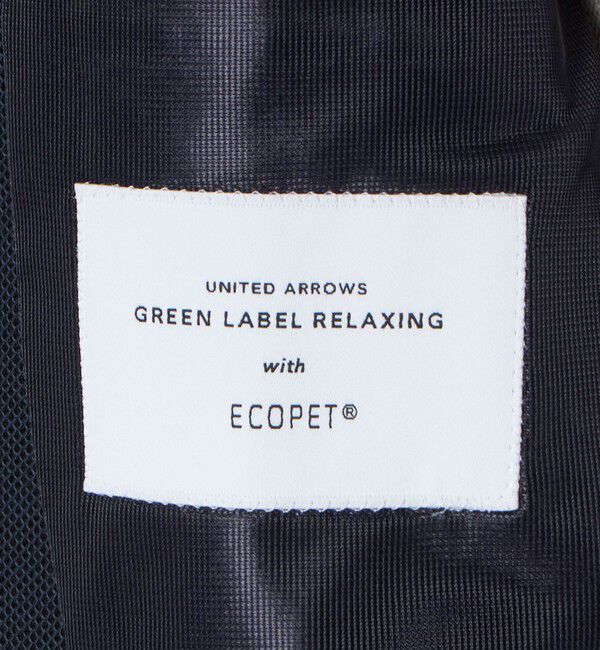 UNITED ARROWS
GREEN LABEL RELAXING
with
ECOPET®